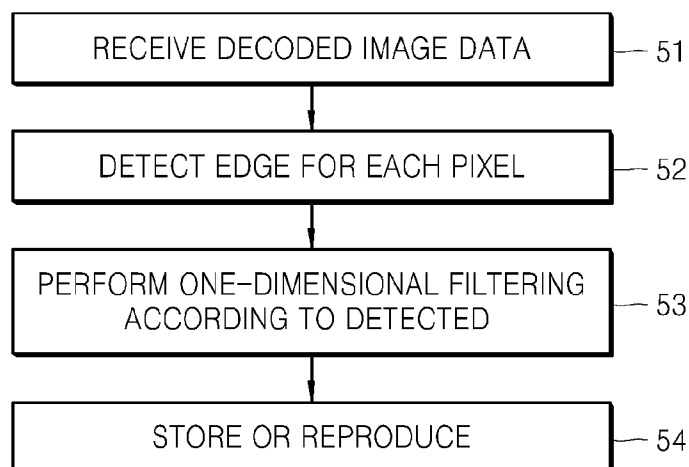 RECEIVE DECODED IMAGE DATA 51
DETECT EDGE FOR EACH PIXEL 52
PERFORM ONE-DIMENSIONAL FILTERING
ACCORDING TO DETECTED 53
STORE OR REPRODUCE 54